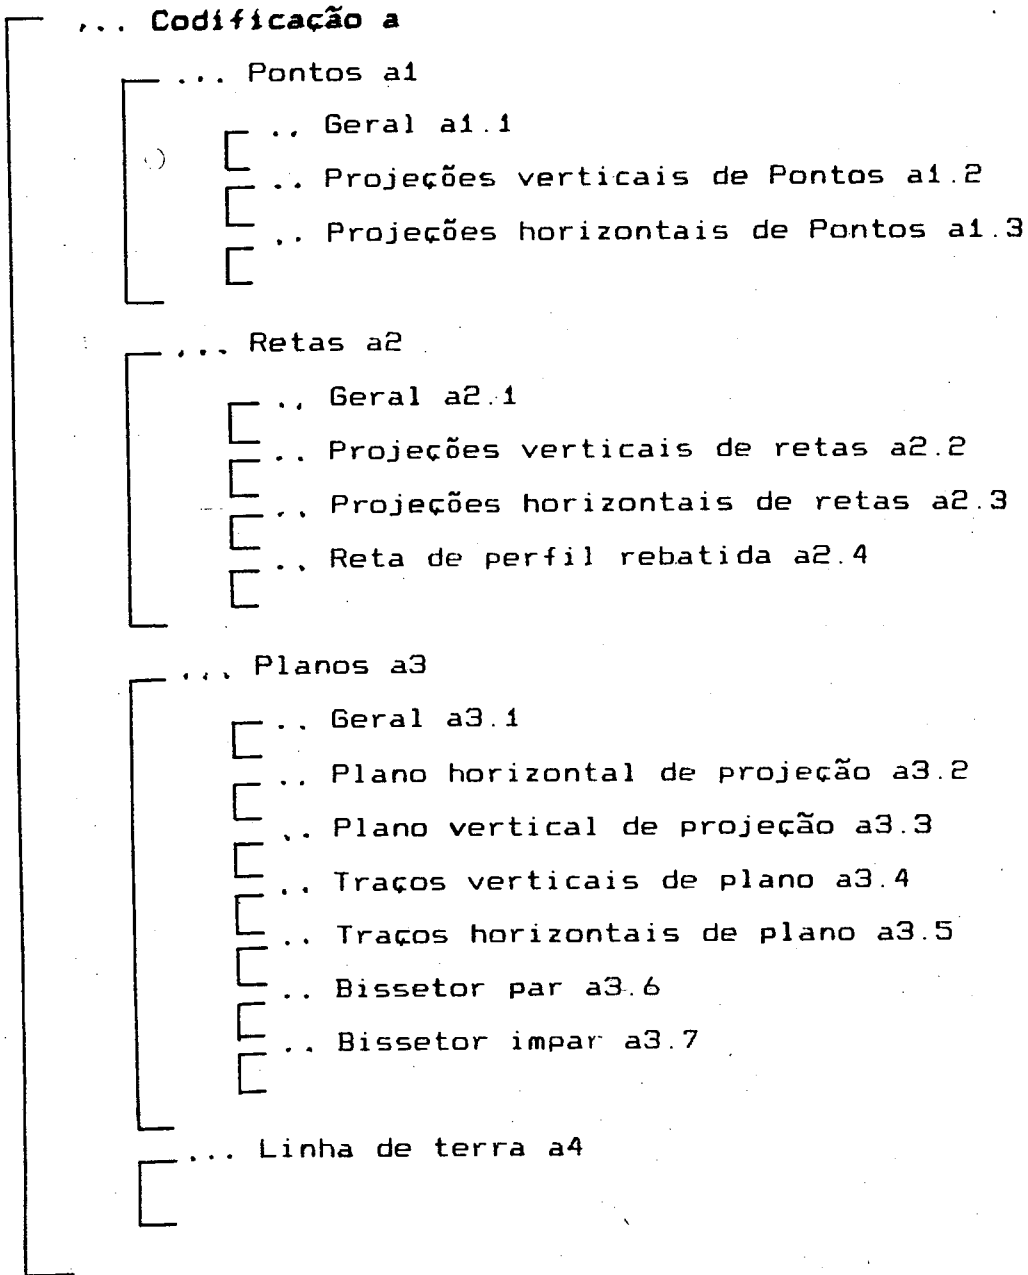 ... Codificação a
... Pontos a1
.. Geral a1.1
.. Projeções verticais de Pontos a1.2
.. Projeções horizontais de Pontos a1.3
... Retas a2
.. Geral a2.1
.. Projeções verticais de retas a2.2
.. Projeções horizontais de retas a2.3
.. Reta de perfil rebatida a2.4
... Planos a3
.. Geral a3.1
.. Plano horizontal de projeção a3.2
.. Plano vertical de projeção a3.3
.. Traços verticais de plano a3.4
.. Traços horizontais de plano a3.5
.. Bissetor par a3.6
.. Bissetor impar a3.7
... Linha de terra a4